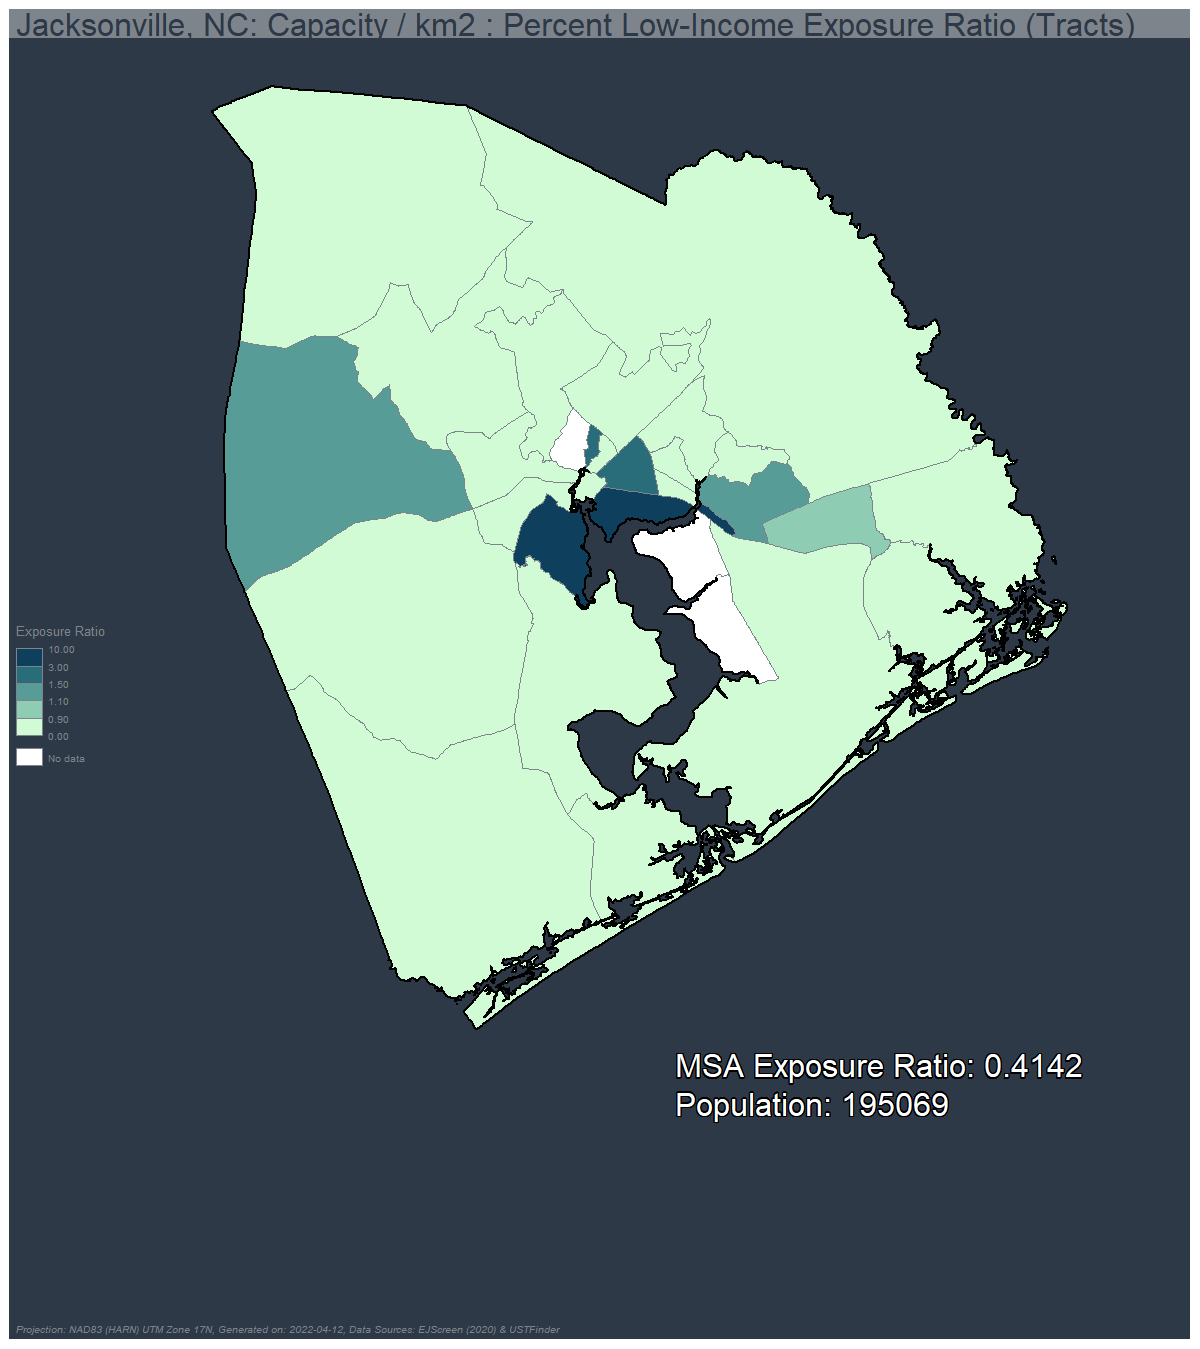 Jacksonville, NC: Capacity / km2 : Percent Low-Income Exposure Ratio (Tracts)
Exposure Ratio
10.00
3.00
1.50
1.10
0.90
0.00
No data
MSA Exposure Ratio: 0.4142
Population: 195069
Projection: NAD83 (HARN) UTM Zone 17N, Generated on: 2022-04-12, Data Sources: EJScreen (2020) & USTFinder